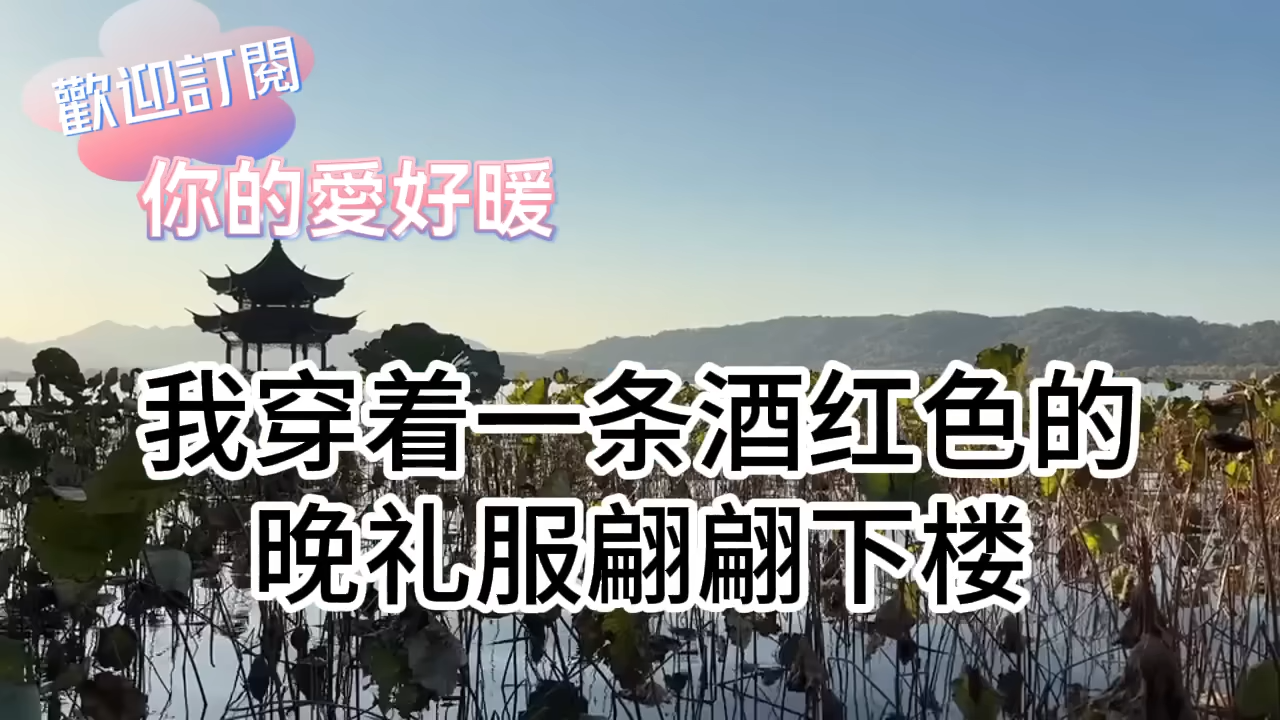 歡迎訂閱
你的愛好暖
我穿着一条酒红色的
晚礼服翩翩下楼